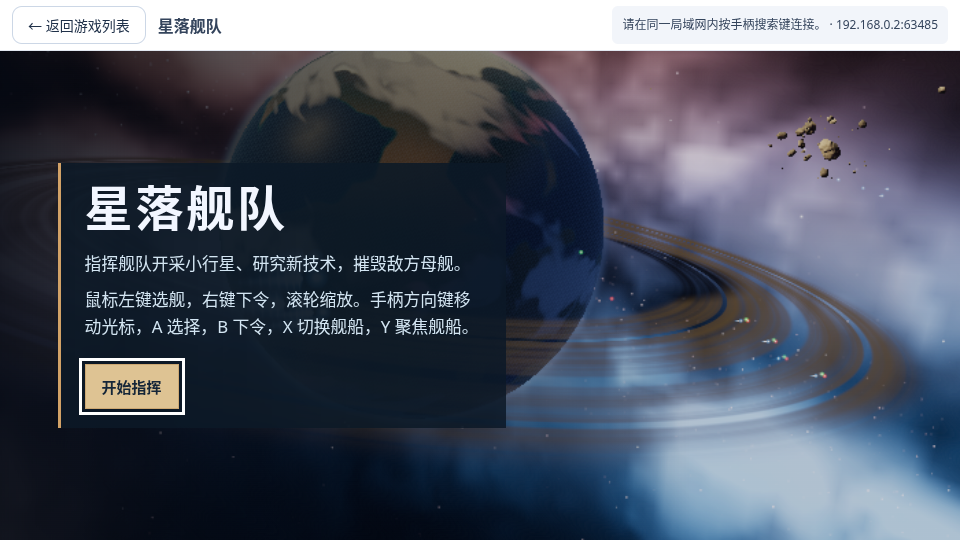 ← 返回游戏列表
星落舰队
请在同一局域网内按手柄搜索键连接。 · 192.168.0.2:63485
星落舰队
指挥舰队开采小行星、研究新技术，摧毁敌方母舰。
鼠标左键选舰，右键下令，滚轮缩放。手柄方向键移
动光标，A 选择，B 下令，X 切换舰船，Y 聚焦舰船。
开始指挥